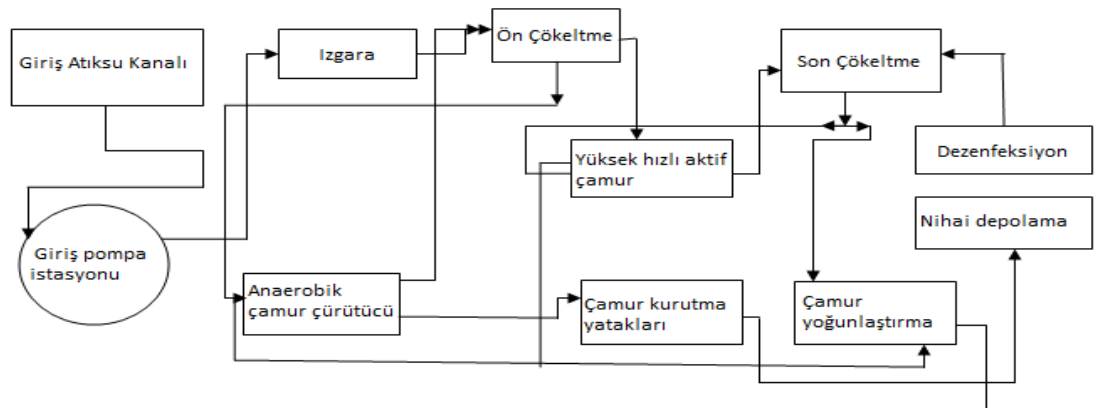 Giriş Atıksu Kanalı
Izgara
Ön Çökeltme
Son Çökeltme
Yüksek hızlı aktif
çamur
Dezenfeksiyon
Nihai depolama
Giriş pompa
istasyonu
Anaerobik
çamur çürütücü
Çamur kurutma
yatakları
Çamur
yoğunlaştırma